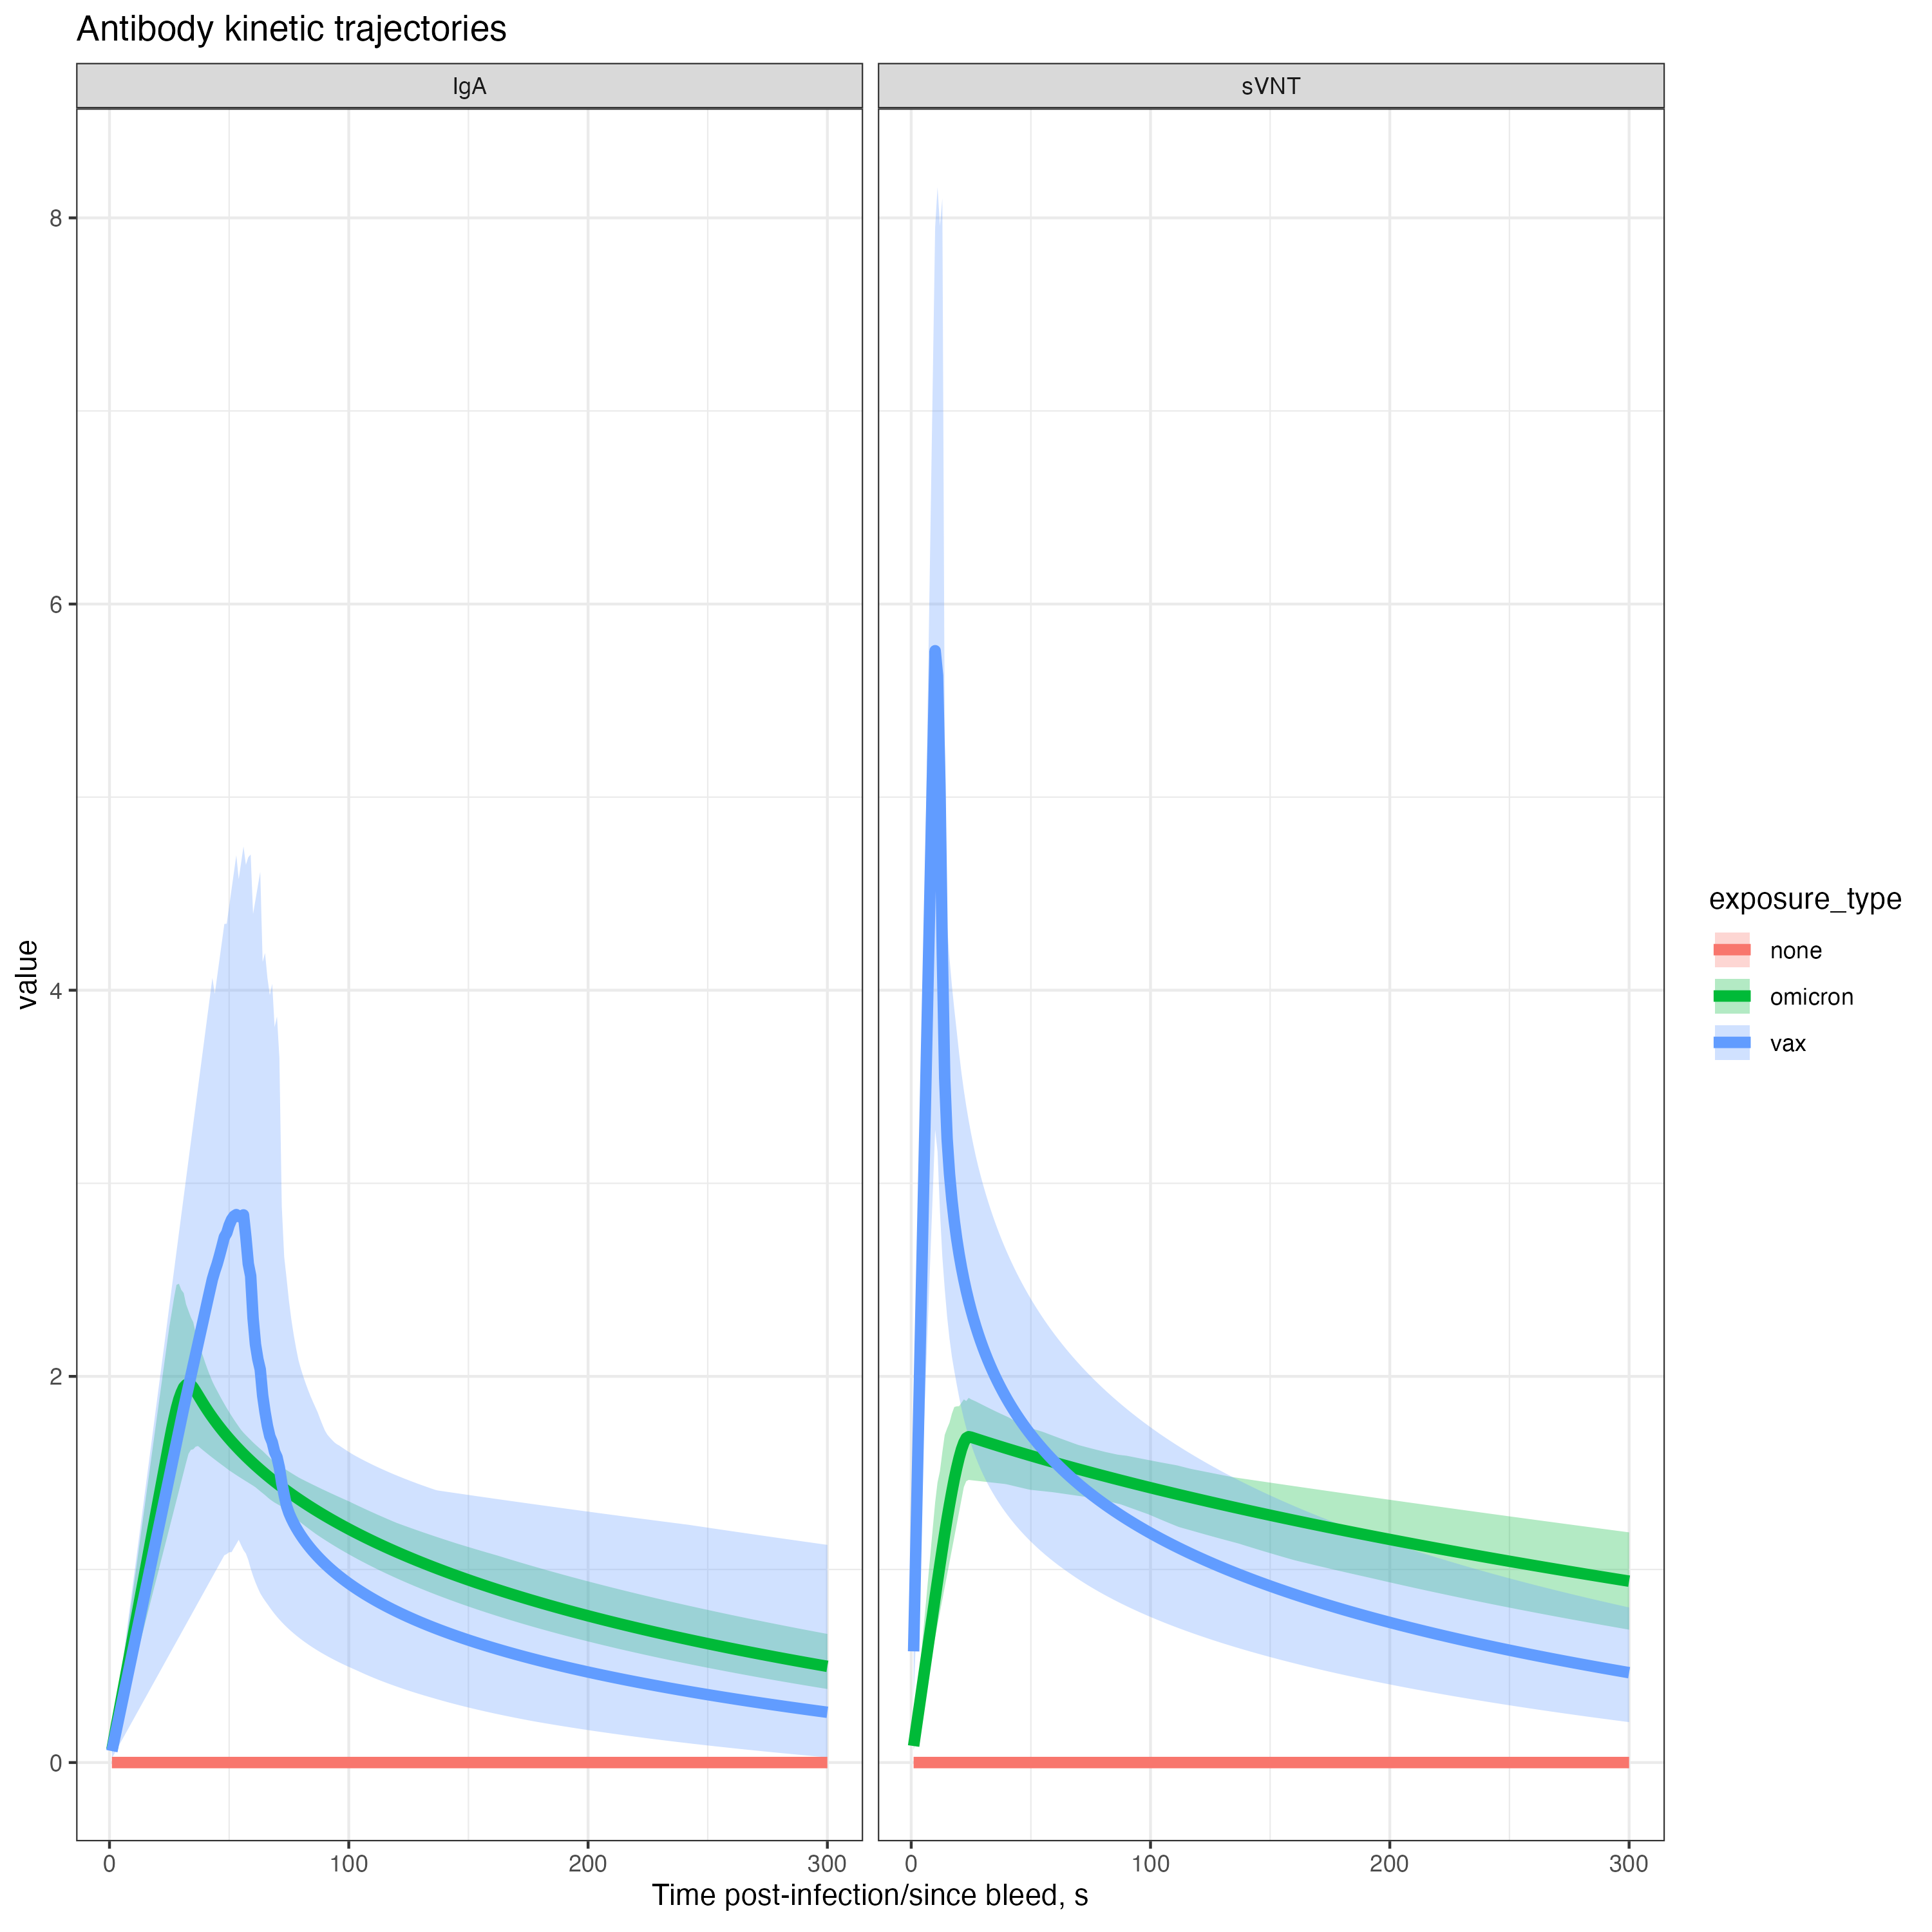 Antibody kinetic trajectories
IgA
sVNT
8
6
4
2
0
value
0 100 200 300
0 100 200 300
Time post-infection/since bleed, s
exposure_type
none
omicron
vax